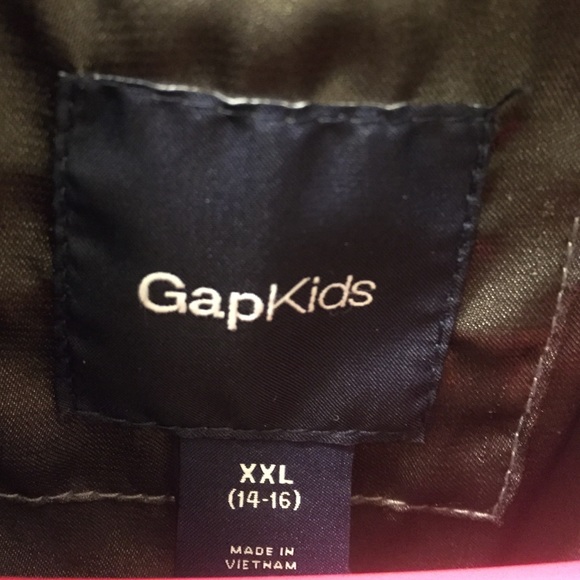 GapKids
XXL
(14-16)
MADE IN
VIETNAM